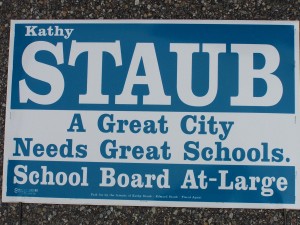 Kathy
STAUB
A Great City
Needs Great Schools.
School Board At-Large